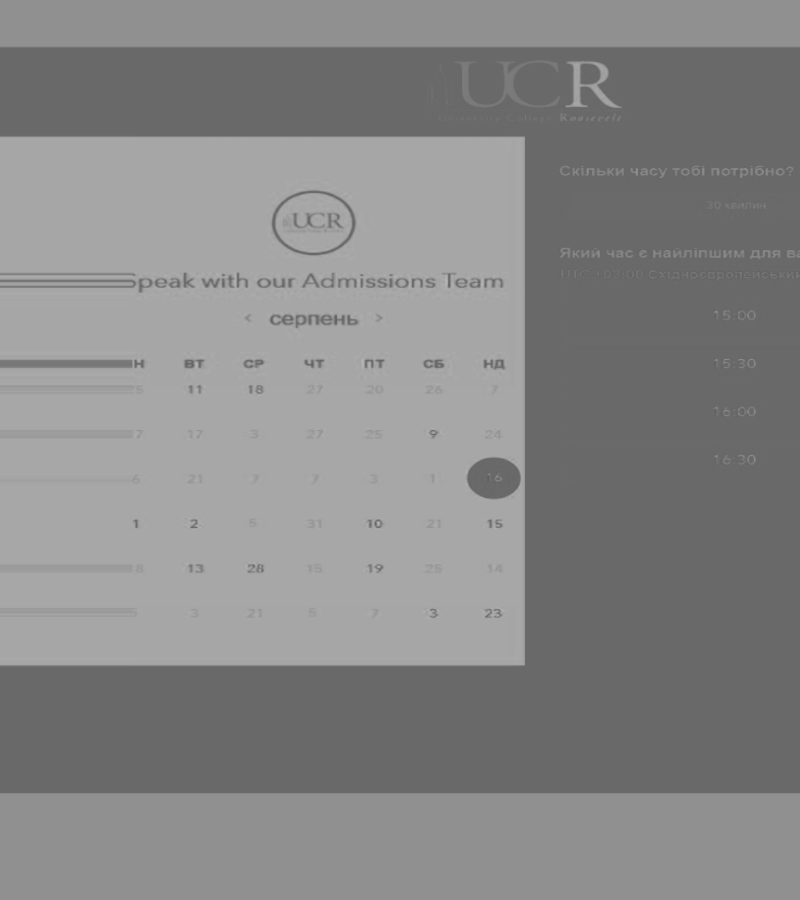 UCR
University College Roosevelt
UCR
Speak with our Admissions Team
‹ серпень ›
Н ВТ СР ЧТ ПТ СБ НД
5 11 18 27 20 26 7
7 17 3 27 25 9 24
6 21 7 7 3 1 16
1 2 5 31 10 21 15
8 13 28 15 19 25 14
3 21 5 7 3 23
Скільки часу тобі потрібно?
30 хвилин
Який час є найліпшим для ва
UTC +03:00 Східноєвропейський
15:00
15:30
16:00
16:30